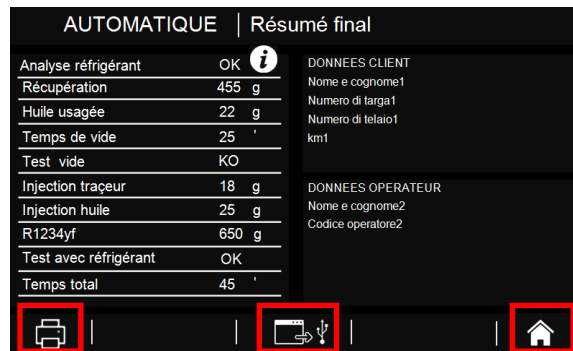 AUTOMATIQUE | Résumé final
Analyse réfrigérant OK i
Récupération 455 g
Huile usagée 22 g
Temps de vide 25 '
Test vide KO
Injection traçeur 18 g
Injection huile 25 g
R1234yf 650 g
Test avec réfrigérant OK
Temps total 45 '
DONNEES CLIENT
Nome e cognome1
Numero di targa1
Numero di telaio1
km1
DONNEES OPERATEUR
Nome e cognome2
Codice operatore2